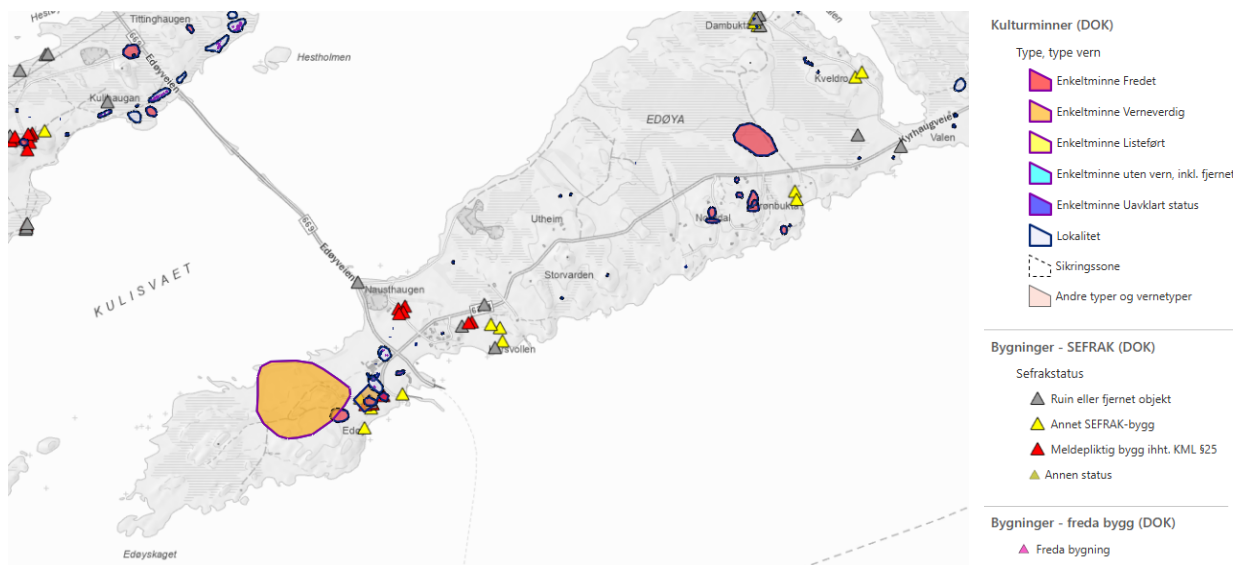 Tittinghaugen
Hestholmen
669
Edøyveien
Kulhaugan
Dambukta
Kveldro
EDØYA
Kyrhaugveien
Valen
Utheim
Storvarden
669
Edøyveien
KULISVAET
Nausthaugen
Edøyskaget
Kulturminner (DOK)
Type, type vern
Enkeltminne Fredet
Enkeltminne Verneverdig
Enkeltminne Listeført
Enkeltminne uten vern, inkl. fjernet
Enkeltminne Uavklart status
Lokalitet
Sikringssone
Andre typer og vernetyper
Bygninger - SEFRAK (DOK)
Sefrakstatus
Ruin eller fjernet objekt
Annet SEFRAK-bygg
Meldepliktig bygg ihht. KML §25
Annen status
Bygninger - freda bygg (DOK)
Freda bygning